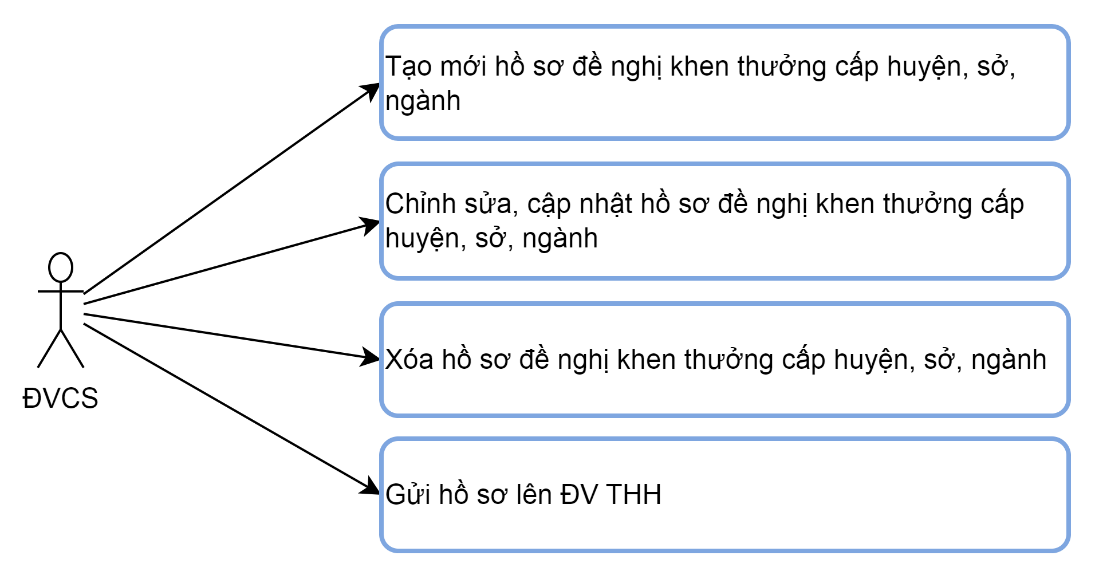 Tạo mới hồ sơ đề nghị khen thưởng cấp huyện, sở,
ngành
Chỉnh sửa, cập nhật hồ sơ đề nghị khen thưởng cấp
huyện, sở, ngành
Xóa hồ sơ đề nghị khen thưởng cấp huyện, sở, ngành
ĐVCS
Gửi hồ sơ lên ĐV THH